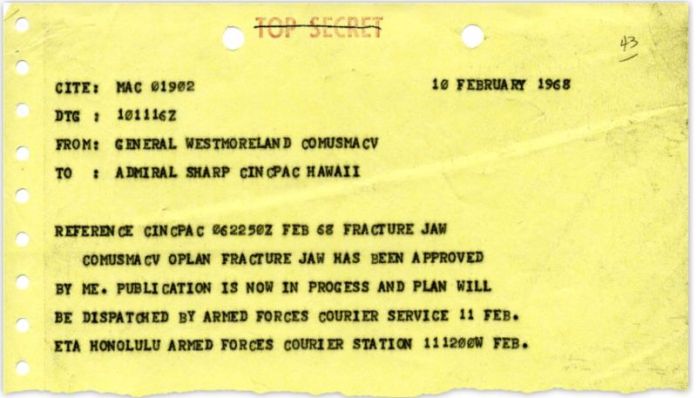 TOP SECRET
43
CITE: MAC 01902 10 FEBRUARY 1968
DTG : 101116Z
FROM: GENERAL WESTMORELAND COMUSMACV
TO : ADMIRAL SHARP CINCPAC HAWAII
REFERENCE CINCPAC 062250Z FEB 68 FRACTURE JAW
COMUSMACV OPLAN FRACTURE JAW HAS BEEN APPROVED
BY ME. PUBLICATION IS NOW IN PROGESS AND PLAN WILL
BE DISPATCHED BY ARMED FORCES COURIER SERVICE 11 FEB.
ETA HONOLULU ARMED FORCES COURIER STATION 111200W FEB.